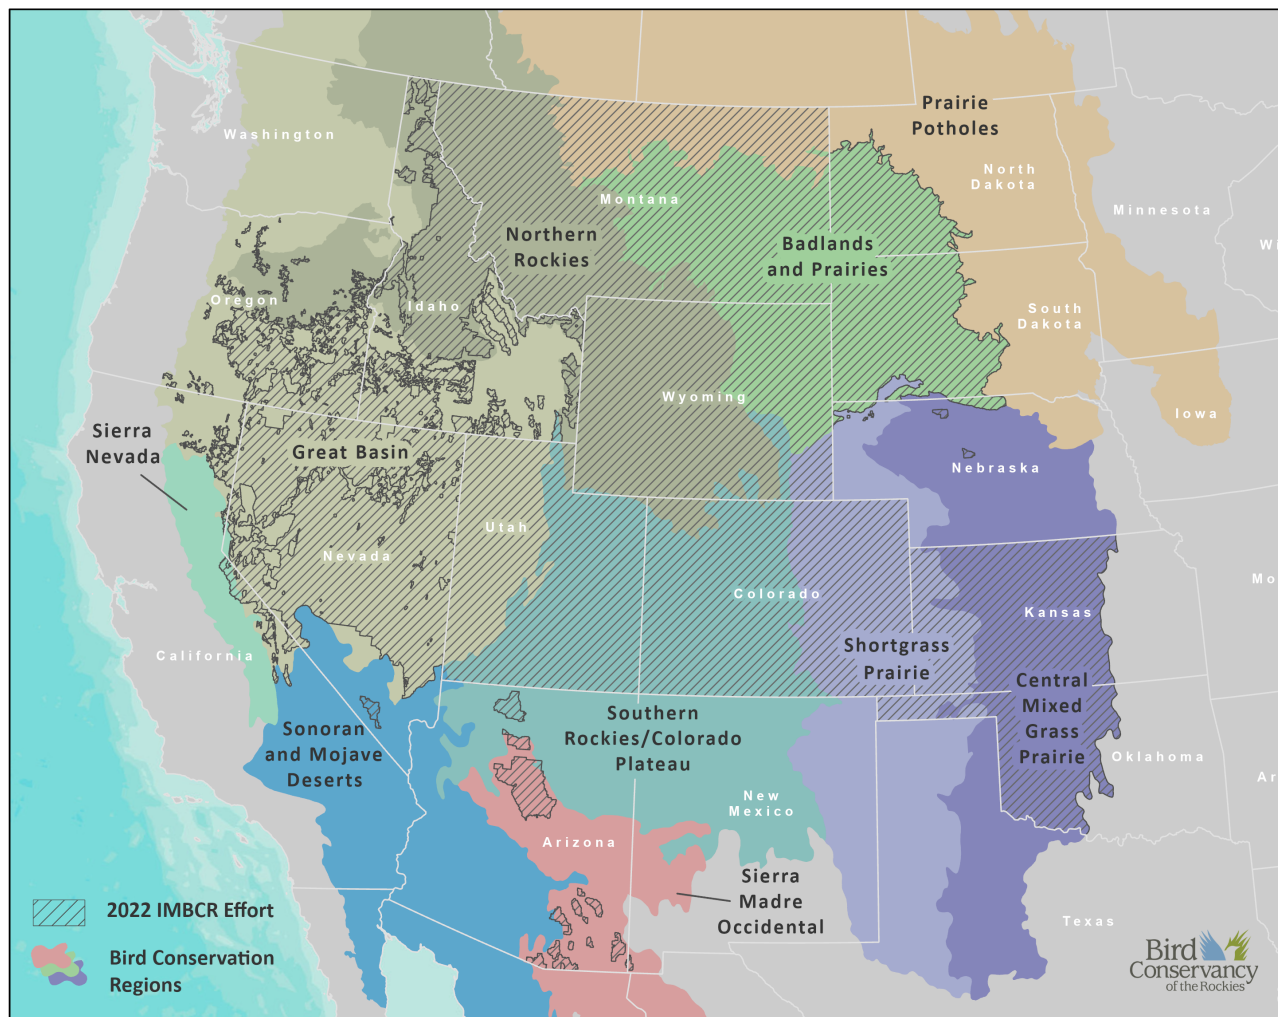 Prairie
Potholes
Washington
North
Dakota
Montana
Minnesota
Northern
Rockies
Badlands
and Prairies
Wi
Oregon
Idaho
South
Dakota
Wyoming
Iowa
Sierra
Nevada
Great Basin
Nebraska
Utah
Nevada
Colorado
Mo
Kansas
California
Shortgrass
Prairie
Central
Mixed
Grass
Prairie
Sonoran
and Mojave
Deserts
Southern
Rockies/Colorado
Plateau
Oklahoma
Ar
New
Mexico
Arizona
Sierra
Madre
Occidental
Texas
2022 IMBCR Effort
Bird Conservation
Regions
Bird
Conservancy
of the Rockies